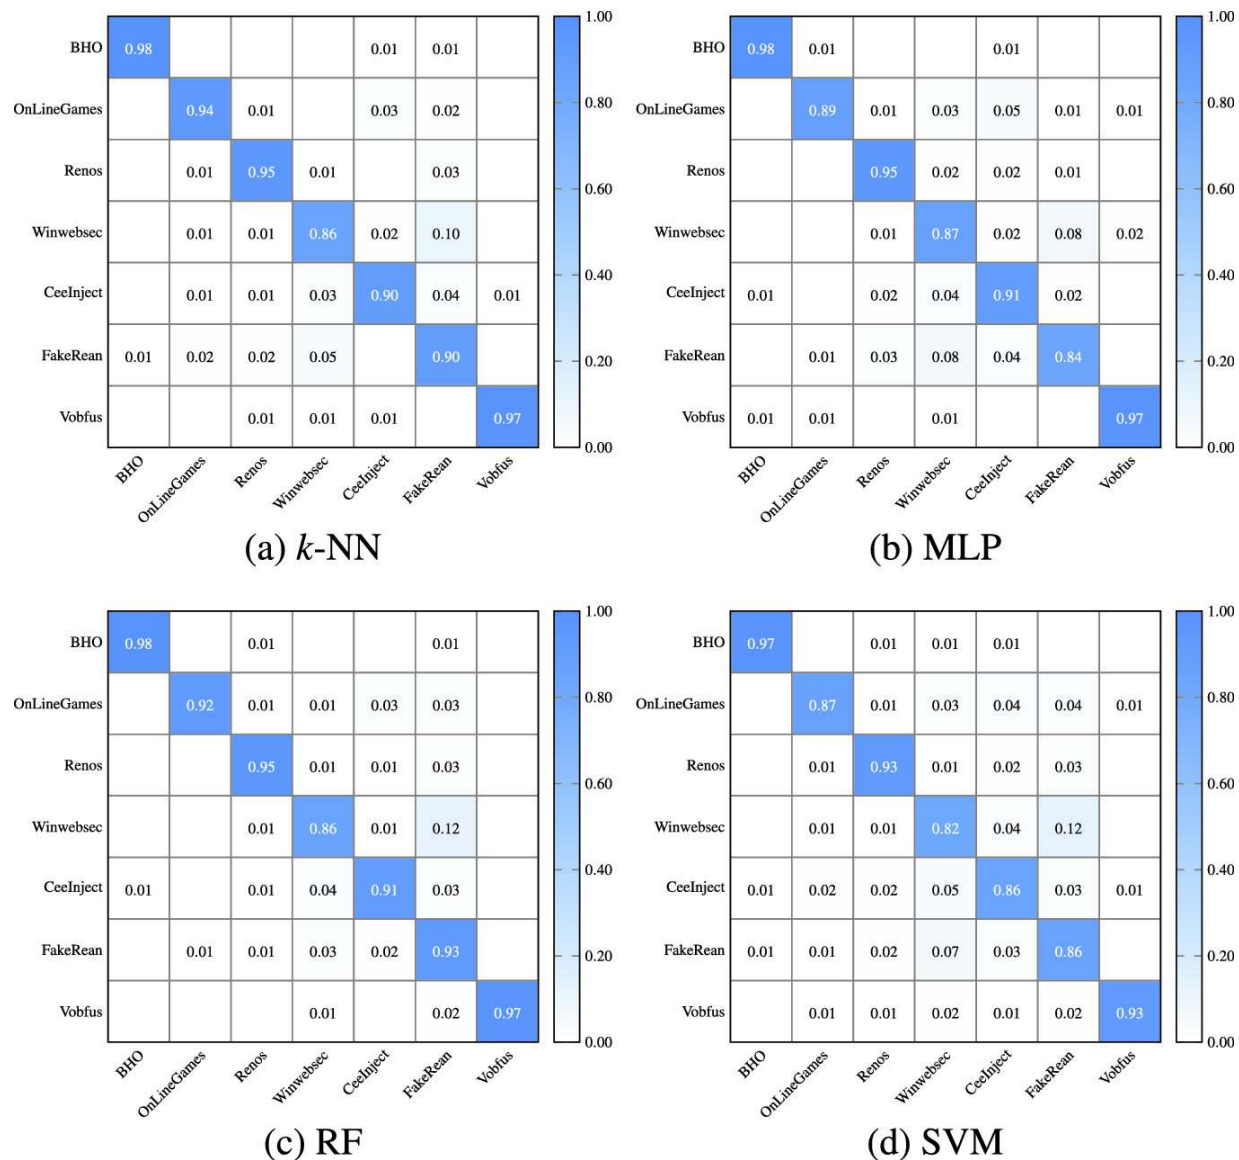 1.00
BHO 0.98 0.01 0.01
0.80
OnLineGames 0.94 0.01 0.03 0.02
Renos 0.01 0.95 0.01 0.03
0.60
Winwebsec 0.01 0.01 0.86 0.02 0.10
0.40
CeeInject 0.01 0.01 0.03 0.90 0.04 0.01
FakeRean 0.01 0.02 0.02 0.05 0.90
0.20
Vobfus 0.01 0.01 0.01 0.97
0.00
BHO OnLineGames Renos Winwebsec CeeInject FakeRean Vobfus
(a) k-NN
1.00
BHO 0.98 0.01 0.01
0.80
OnLineGames 0.89 0.01 0.03 0.05 0.01 0.01
Renos 0.95 0.02 0.02 0.01
0.60
Winwebsec 0.01 0.87 0.02 0.08 0.02
0.40
CeeInject 0.01 0.02 0.04 0.91 0.02
FakeRean 0.01 0.03 0.08 0.04 0.84
0.20
Vobfus 0.01 0.01 0.01 0.97
0.00
BHO OnLineGames Renos Winwebsec CeeInject FakeRean Vobfus
(b) MLP
1.00
BHO 0.98 0.01 0.01
0.80
OnLineGames 0.92 0.01 0.01 0.03 0.03
Renos 0.95 0.01 0.01 0.03
0.60
Winwebsec 0.01 0.86 0.01 0.12
0.40
CeeInject 0.01 0.01 0.04 0.91 0.03
FakeRean 0.01 0.01 0.03 0.02 0.93
0.20
Vobfus 0.01 0.02 0.97
0.00
BHO OnLineGames Renos Winwebsec CeeInject FakeRean Vobfus
(c) RF
1.00
BHO 0.97 0.01 0.01 0.01
0.80
OnLineGames 0.87 0.01 0.03 0.04 0.04 0.01
Renos 0.01 0.93 0.01 0.02 0.03
0.60
Winwebsec 0.01 0.01 0.82 0.04 0.12
0.40
CeeInject 0.01 0.02 0.02 0.05 0.86 0.03 0.01
FakeRean 0.01 0.01 0.02 0.07 0.03 0.86
0.20
Vobfus 0.01 0.01 0.02 0.01 0.02 0.93
0.00
BHO OnLineGames Renos Winwebsec CeeInject FakeRean Vobfus
(d) SVM